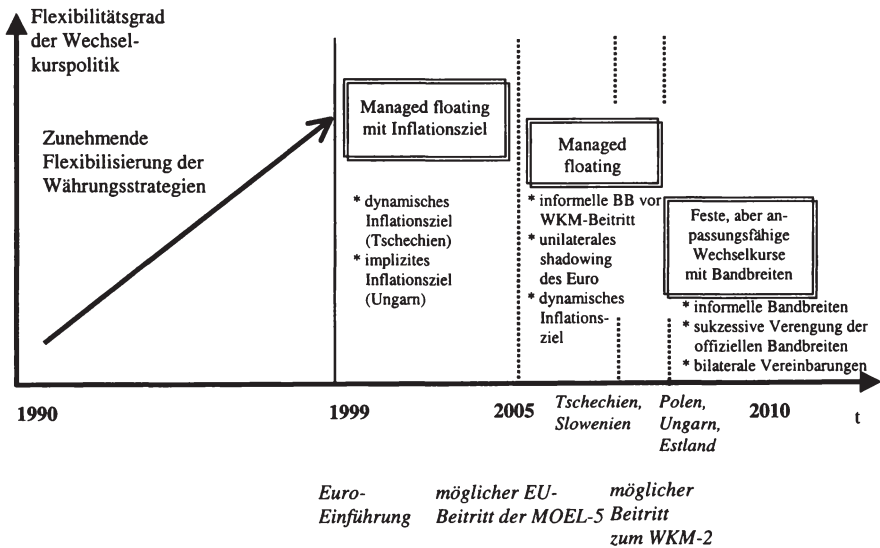 Flexibilitätsgrad
der Wechsel-
kurspolitik
Zunehmende
Flexibilisierung der
Währungsstrategien
Managed floating
mit Inflationsziel
* dynamisches
Inflationsziel
(Tschechien)
* implizites
Inflationsziel
(Ungarn)
Managed
floating
* informelle BB vor
WKM-Beitritt
* unilaterales
shadowing
des Euro
* dynamisches
Inflations-
ziel
Feste, aber an-
passungsfähige
Wechselkurse
mit Bandbreiten
* informelle Bandbreiten
* sukzessive Verengung der
offiziellen Bandbreiten
* bilaterale Vereinbarungen
1990
1999
2005
Tschechien,
Slowenien
Polen,
Ungarn,
Estland
2010
t
Euro-
Einführung
möglicher EU-
Beitritt der MOEL-5
möglicher
Beitritt
zum WKM-2